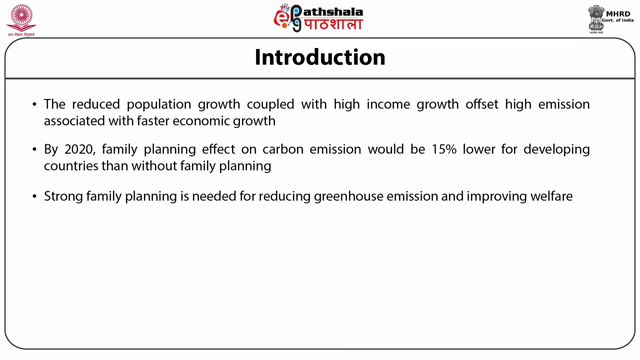 ePG Pathshala
पाठशाला
MHRD
Govt. of India
Introduction
• The reduced population growth coupled with high income growth offset high emission
associated with faster economic growth
• By 2020, family planning effect on carbon emission would be 15% lower for developing
countries than without family planning
• Strong family planning is needed for reducing greenhouse emission and improving welfare